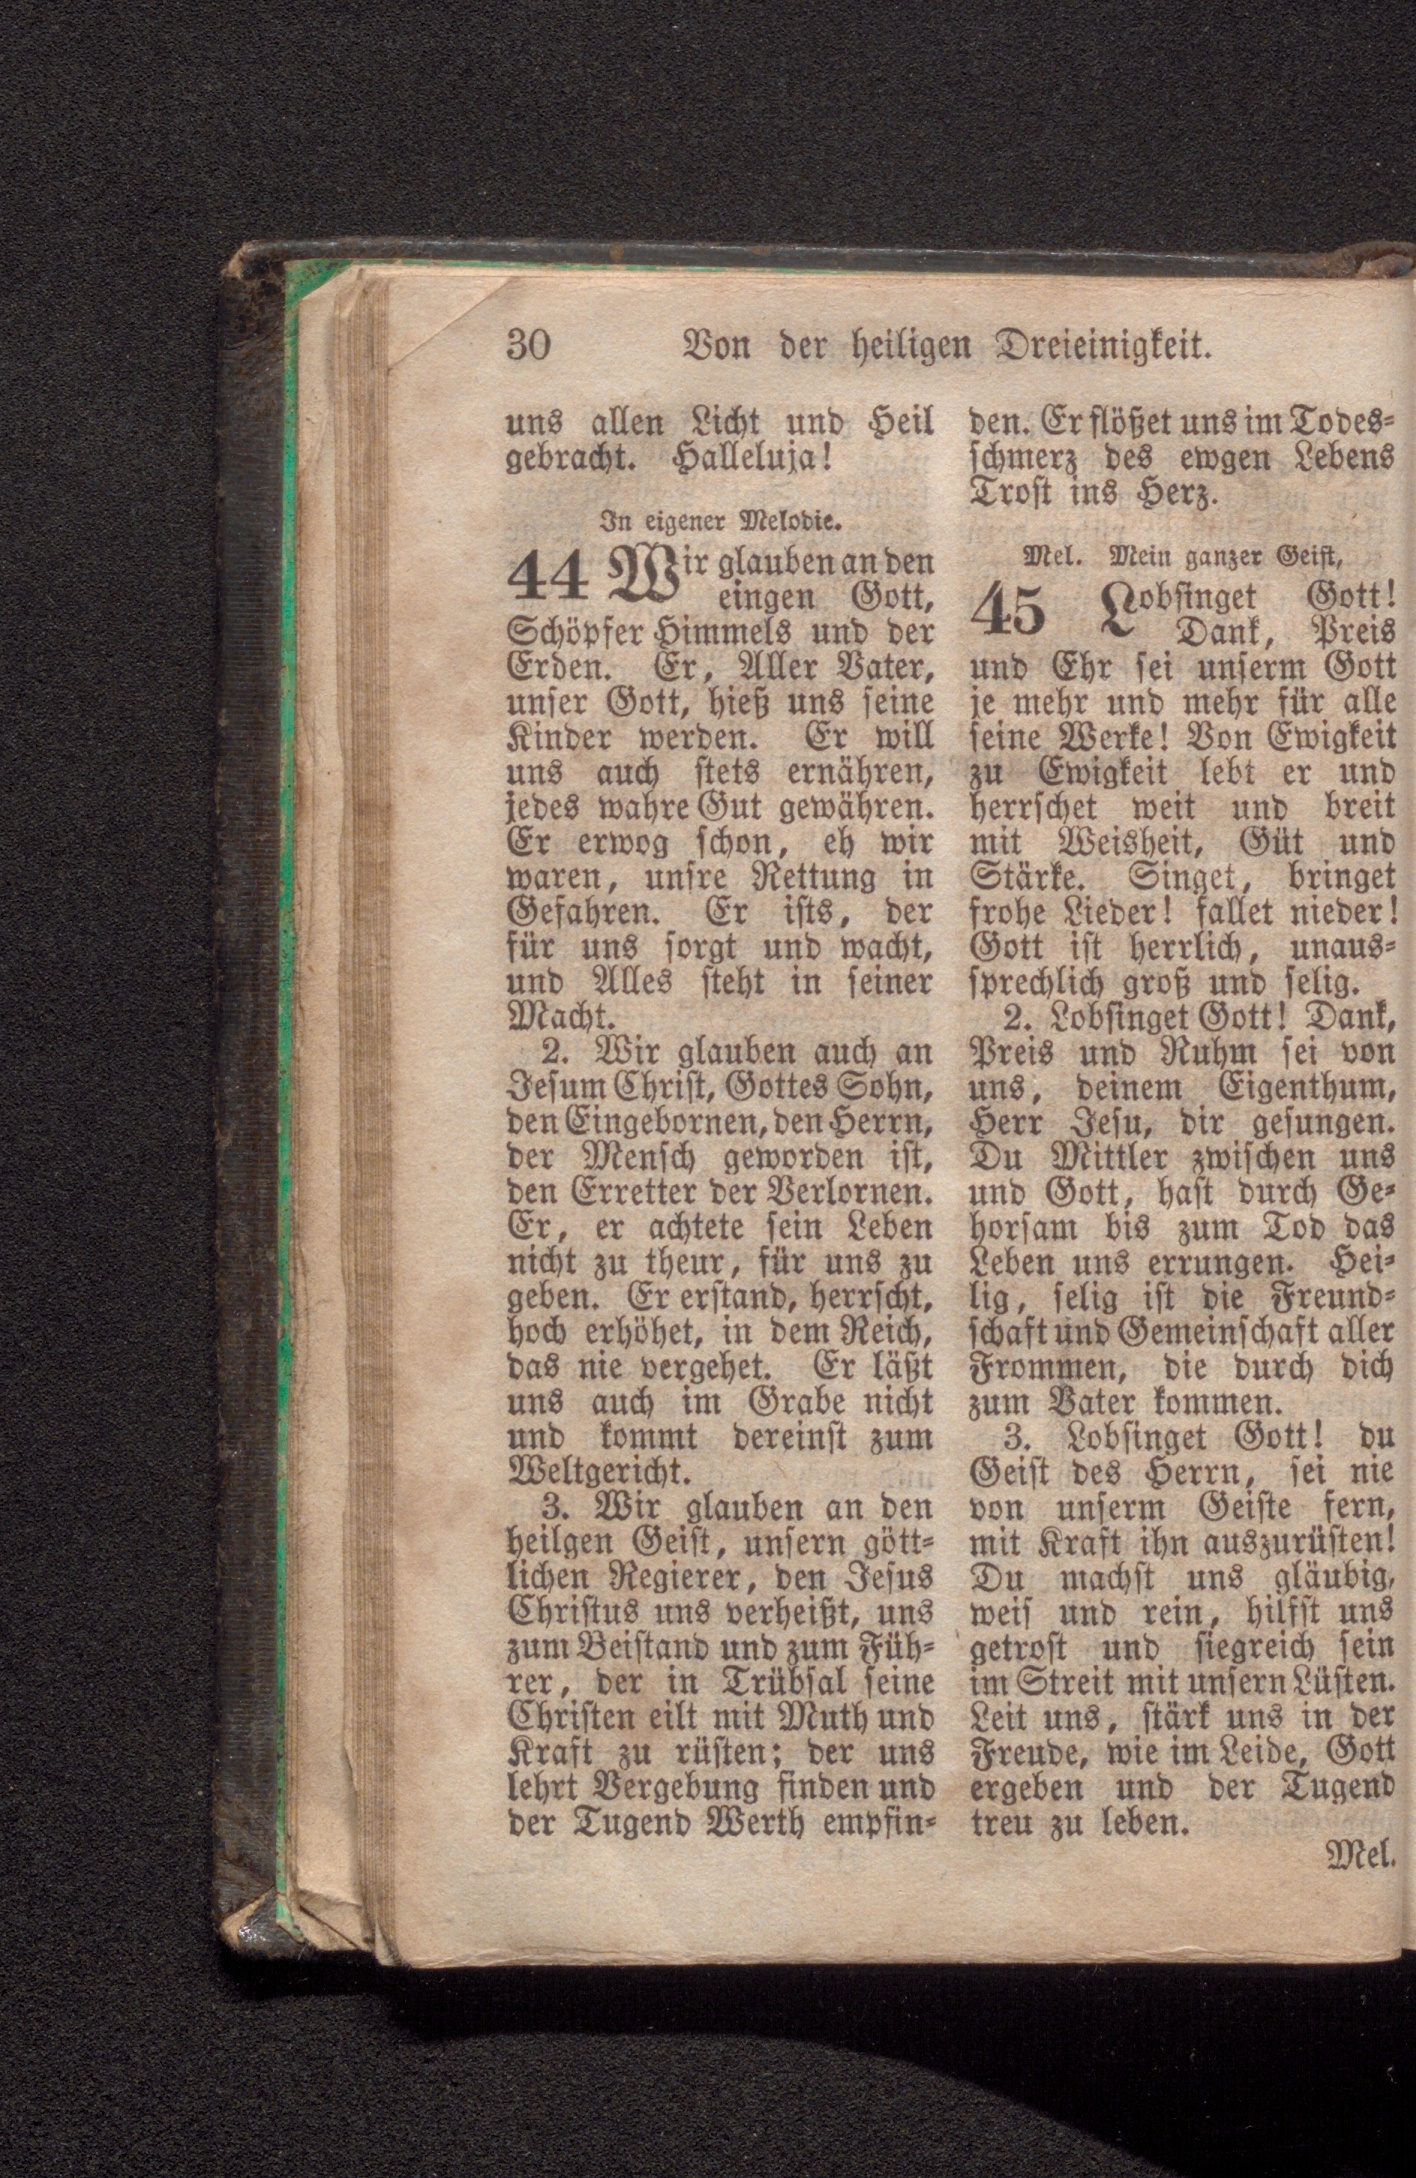 30 Von der heiligen Dreieinigkeit.
uns allen Licht und Heil
gebracht. Halleluja!
In eigener Melodie.
44 Wir glauben an den
eingen Gott,
Schöpfer Himmels und der
Erden. Er, Aller Vater,
unser Gott, hieß uns seine
Kinder werden. Er will
uns auch stets ernähren,
jedes wahre Gut gewähren.
Er erwog schon, eh wir
waren, unsre Rettung in
Gefahren. Er ists, der
für uns sorgt und wacht,
und Alles steht in seiner
Macht.
2. Wir glauben auch an
Jesum Christ, Gottes Sohn,
den Eingebornen, den Herrn,
der Mensch geworden ist,
den Erretter der Verlornen.
Er, er achtete sein Leben
nicht zu theur, für uns zu
geben. Er erstand, herrscht,
hoch erhöhet, in dem Reich,
das nie vergehet. Er läßt
uns auch im Grabe nicht
und kommt dereinst zum
Weltgericht.
3. Wir glauben an den
heilgen Geist, unsern gött-
lichen Regierer, den Jesus
Christus uns verheißt, uns
zum Beistand und zum Füh-
rer, der in Trübsal seine
Christen eilt mit Muth und
Kraft zu rüsten; der uns
lehrt Vergebung finden und
der Tugend Werth empfin-
den. Er flößet uns im Todes-
schmerz des ewgen Lebens
Trost ins Herz.
Mel. Mein ganzer Geist,
45 Lobsinget Gott!
Dank, Preis
und Ehr sei unserm Gott
je mehr und mehr für alle
seine Werke! Von Ewigkeit
zu Ewigkeit lebt er und
herrschet weit und breit
mit Weisheit, Güt und
Stärke. Singet, bringet
frohe Lieder! fallet nieder!
Gott ist herrlich, unaus-
sprechlich groß und selig.
2. Lobsinget Gott! Dank,
Preis und Ruhm sei von
uns, deinem Eigenthum,
Herr Jesu, dir gesungen.
Du Mittler zwischen uns
und Gott, hast durch Ge-
horsam bis zum Tod das
Leben uns errungen. Hei-
lig, selig ist die Freund-
schaft und Gemeinschaft aller
Frommen, die durch dich
zum Vater kommen.
3. Lobsinget Gott! du
Geist des Herrn, sei nie
von unserm Geiste fern,
mit Kraft ihn auszurüsten!
Du machst uns gläubig,
weis und rein, hilfst uns
getrost und siegreich sein
im Streit mit unsern Lüsten.
Leit uns, stärk uns in der
Freude, wie im Leide, Gott
ergeben und der Tugend
treu zu leben.
Mel.